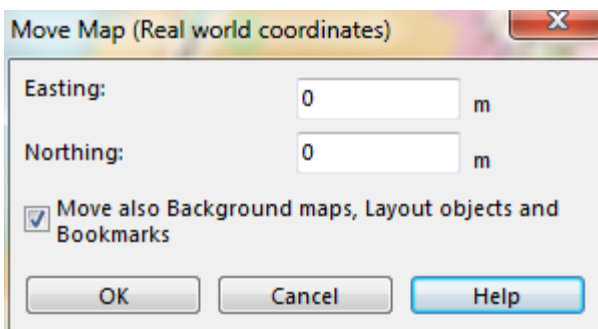 Move Map (Real world coordinates)
Easting: 0 m
Northing: 0 m
Move also Background maps, Layout objects and
Bookmarks
OK Cancel Help